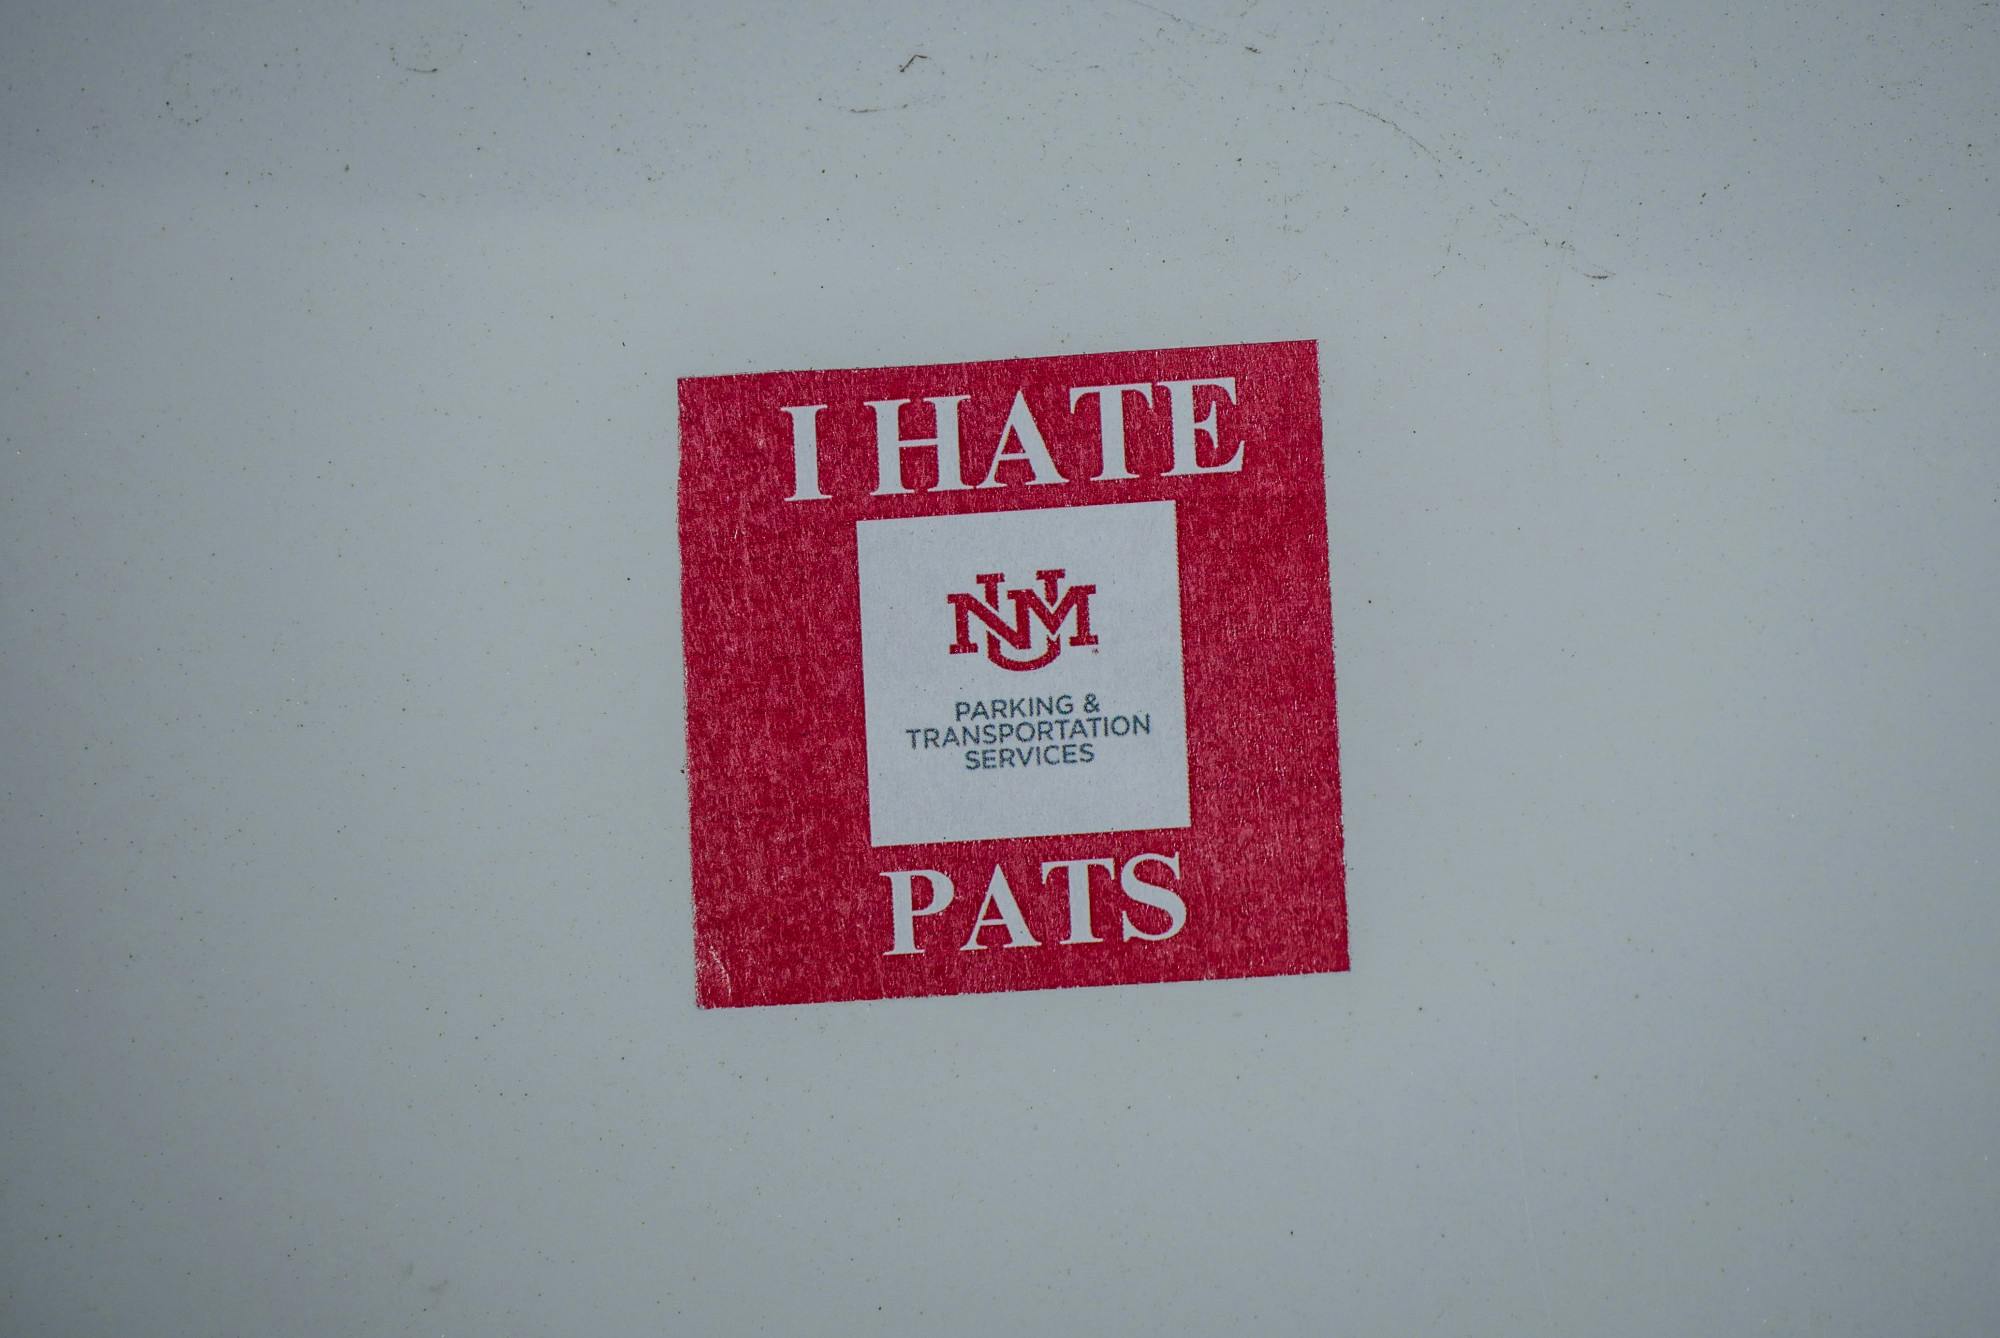 I HATE
UNM
PARKING &
TRANSPORTATION
SERVICES
PATS